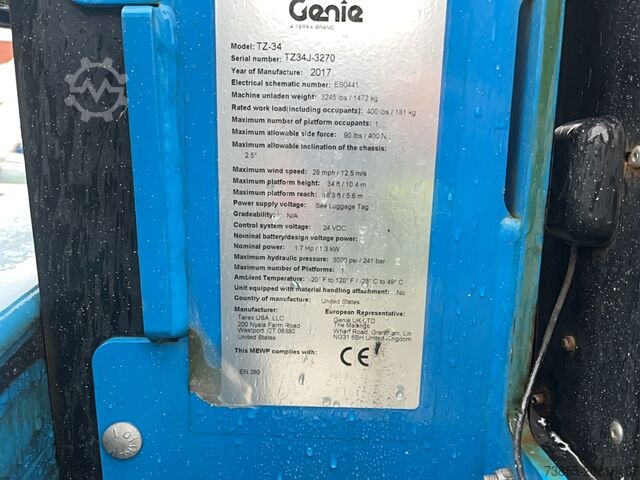 Genie
A TEREX BRAND
Model: TZ-34
Serial number: TZ34J-3270
Year of Manufacture: 2017
Electrical schematic number: ES0441
Machine unladen weight: 3245 lbs / 1472 kg
Rated work load(including occupants): 400 lbs / 181 kg
Maximum number of platform occupants: 1
Maximum allowable side force: 90 lbs / 400 N
Maximum allowable inclination of the chassis:
2.5°
Maximum wind speed: 28 mph / 12.5 m/s
Maximum platform height: 34 ft / 10.4 m
Maximum platform reach: 18.3 ft / 5.6 m
Power supply voltage: See Luggage Tag
Gradeability: N/A
Control system voltage: 24 VDC
Nominal battery/design voltage power:
Nominal power: 1.7 Hp / 1.3 kW
Maximum hydraulic pressure: 3500 psi / 241 bar
Maximum number of Platforms: 1
Ambient Temperature: -20° F to 120° F / -28° C to 49° C
Unit equipped with material handling attachment: No
Country of manufacture: United States
Manufacturer: European Representative:
Terex USA, LLC Genie UK LTD
200 Nyala Farm Road The Maltings
Westport, CT 06880 Wharf Road, Grantham, Lin
United States NG31 6BH United Kingdom
This MEWP complies with: CE
EN 280